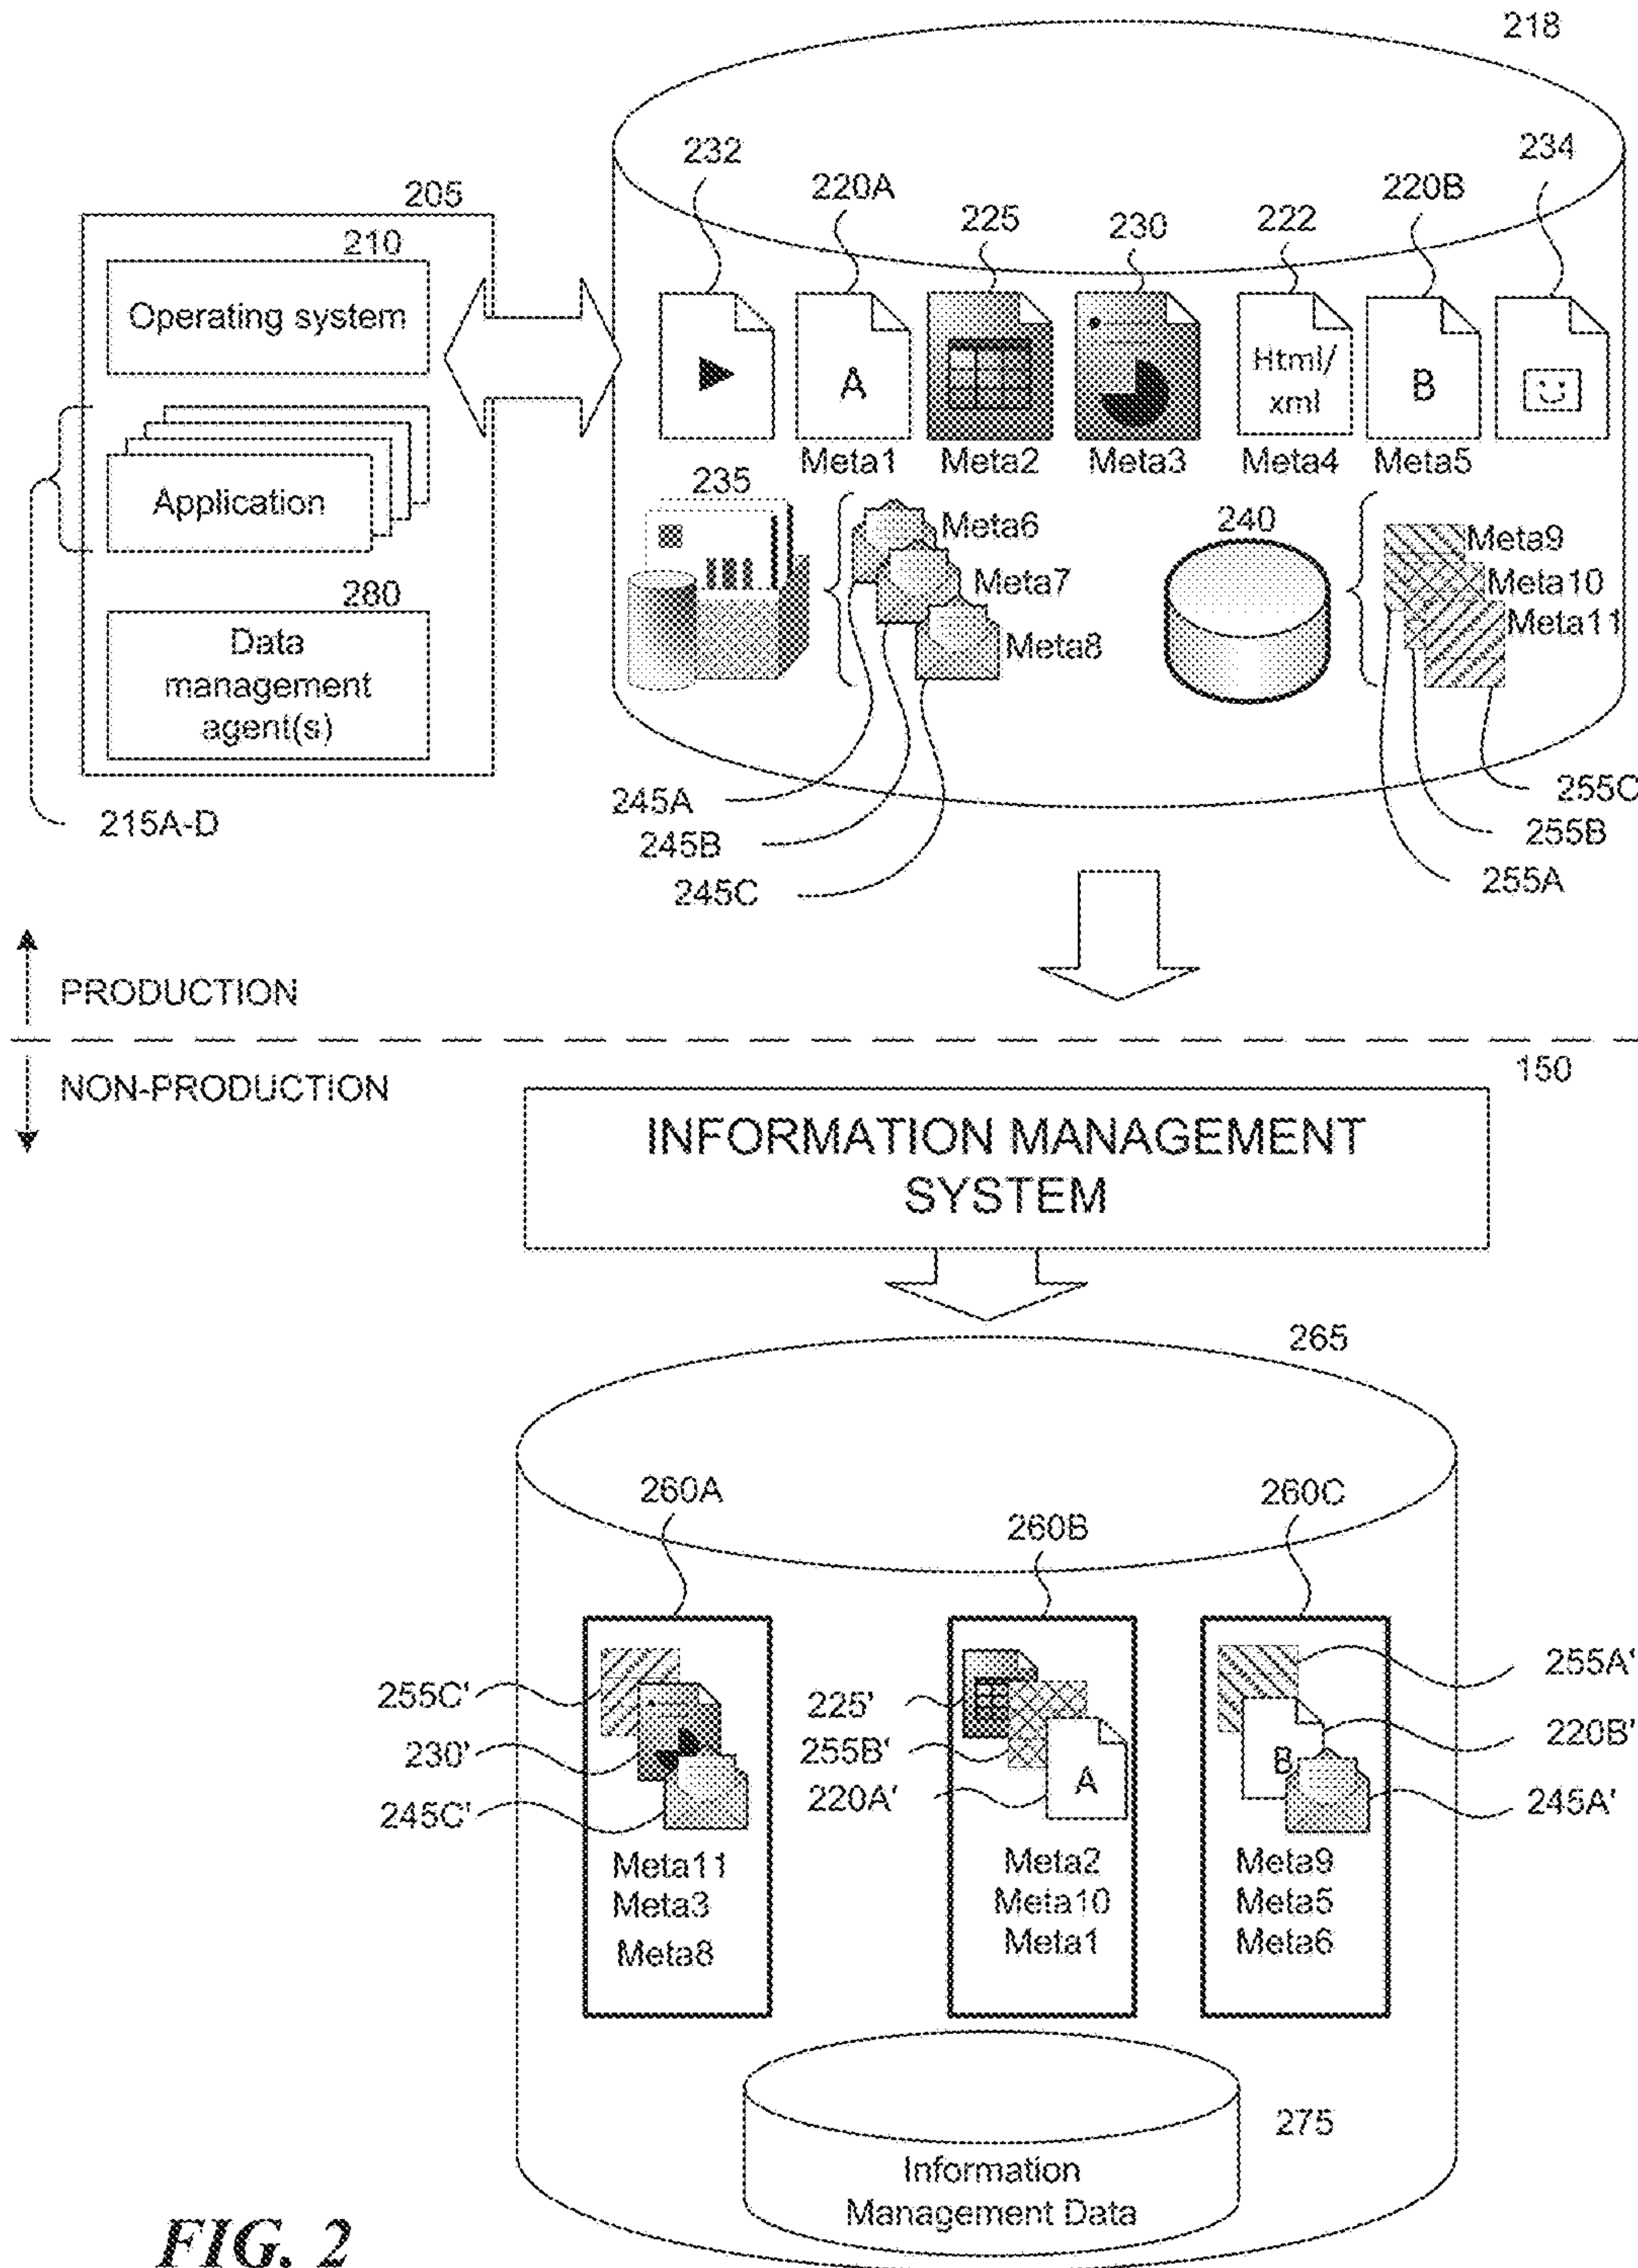 218
232
220A
225
230
222
220B
234
205
210
Operating system
Application
280
Data
management
agent(s)
215A-D
A
Html/
xml
B
Meta1
Meta2
Meta3
Meta4
Meta5
235
Meta6
Meta7
Meta8
240
Meta9
Meta10
Meta11
245A
245B
245C
255C
255B
255A
PRODUCTION
NON-PRODUCTION
150
INFORMATION MANAGEMENT
SYSTEM
265
260A
260B
260C
255C'
230'
245C'
225'
255B'
220A'
A
B
255A'
220B'
245A'
Meta11
Meta3
Meta8
Meta2
Meta10
Meta1
Meta9
Meta5
Meta6
275
Information
Management Data
FIG. 2